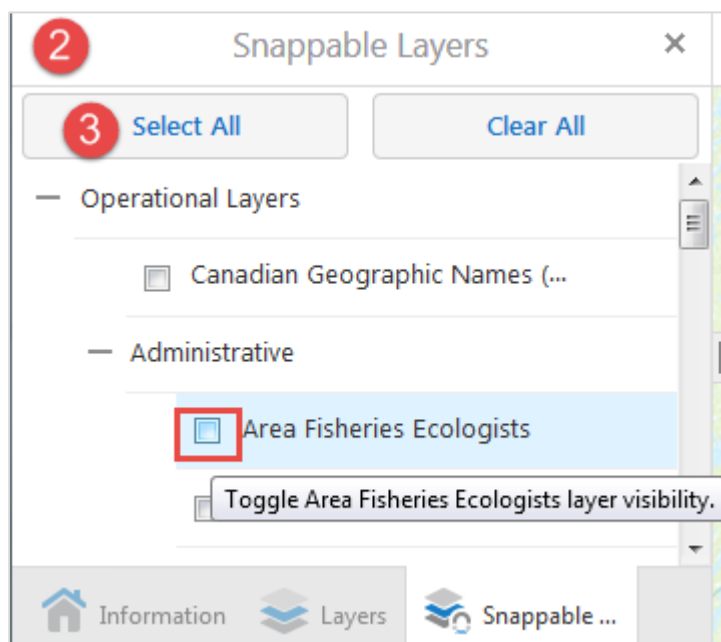 2 Snappable Layers ×
3 Select All Clear All
Operational Layers
Canadian Geographic Names (...
Administrative
Area Fisheries Ecologists
Toggle Area Fisheries Ecologists layer visibility.
Information Layers Snappable ...